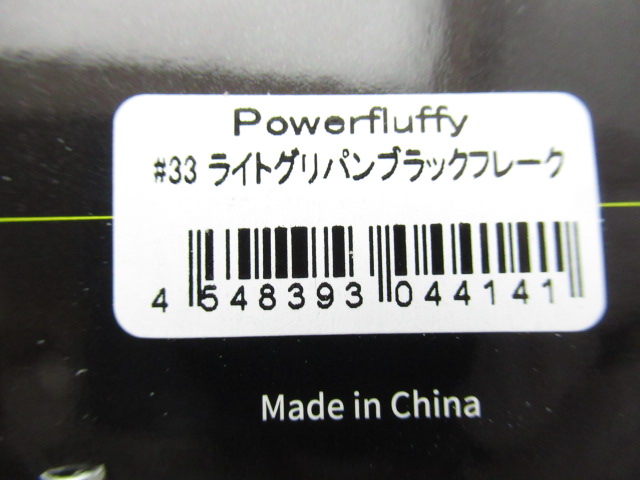 Powerfluffy
#33 ライトグリパンブラックフレーク
4 548393 044141
Made in China